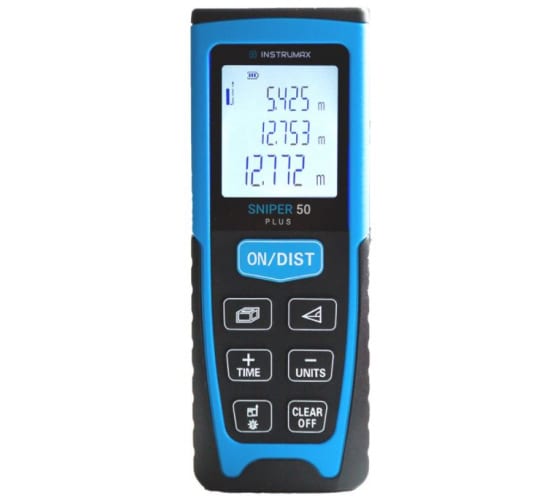 INSTRUMAX
5.425 m
12.753 m
12.772 m
SNIPER 50
PLUS
ON/DIST
+
TIME
−
UNITS
CLEAR
OFF